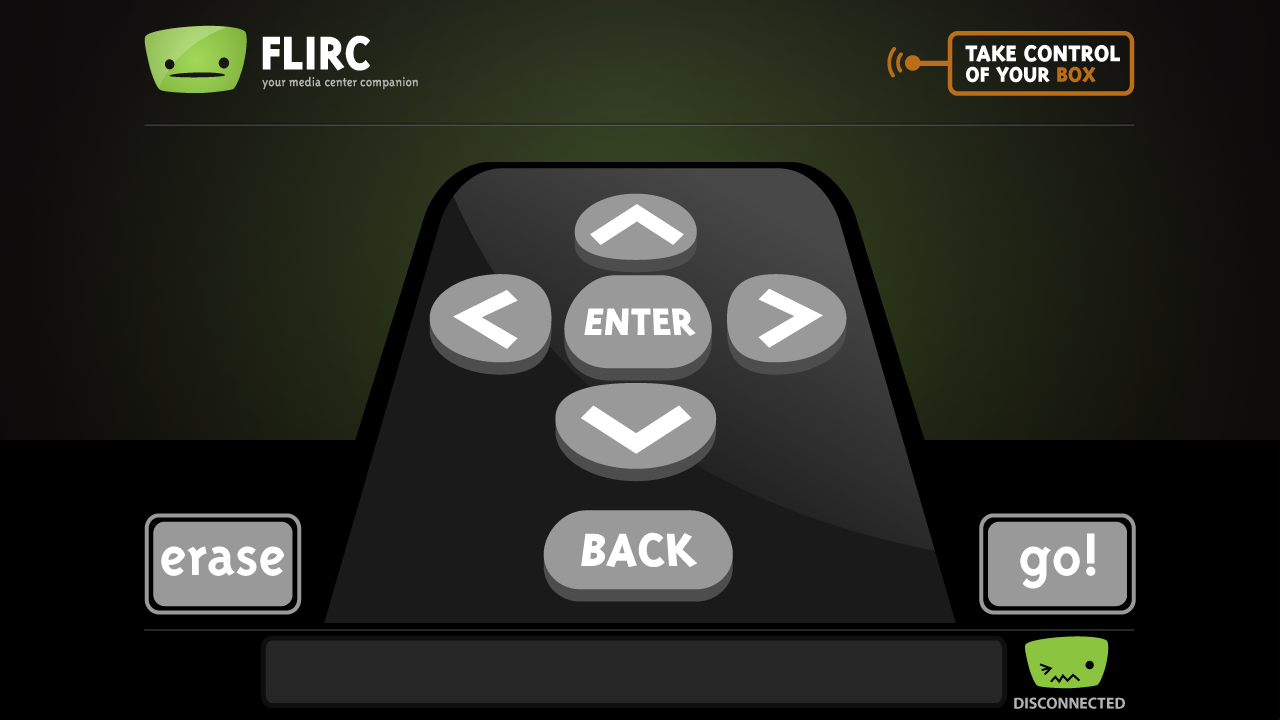 FLIRC
your media center companion
TAKE CONTROL
OF YOUR BOX
ENTER
BACK
erase
go!
DISCONNECTED